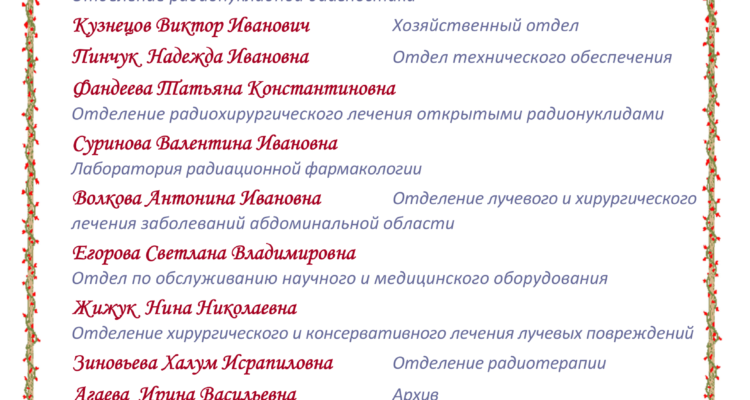 Отделение радионуклидной диагностики
Кузнецов Виктор Иванович Хозяйственный отдел
Пинчук Надежда Ивановна Отдел технического обеспечения
Фандеева Татьяна Константиновна
Отделение радиохирургического лечения открытыми радионуклидами
Суринова Валентина Ивановна
Лаборатория радиационной фармакологии
Волкова Антонина Ивановна Отделение лучевого и хирургического
лечения заболеваний абдоминальной области
Егорова Светлана Владимировна
Отдел по обслуживанию научного и медицинского оборудования
Жижук Нина Николаевна
Отделение хирургического и консервативного лечения лучевых повреждений
Зиновьева Халум Исрапиловна Отделение радиотерапии
Агаева Ирина Васильевна Архив